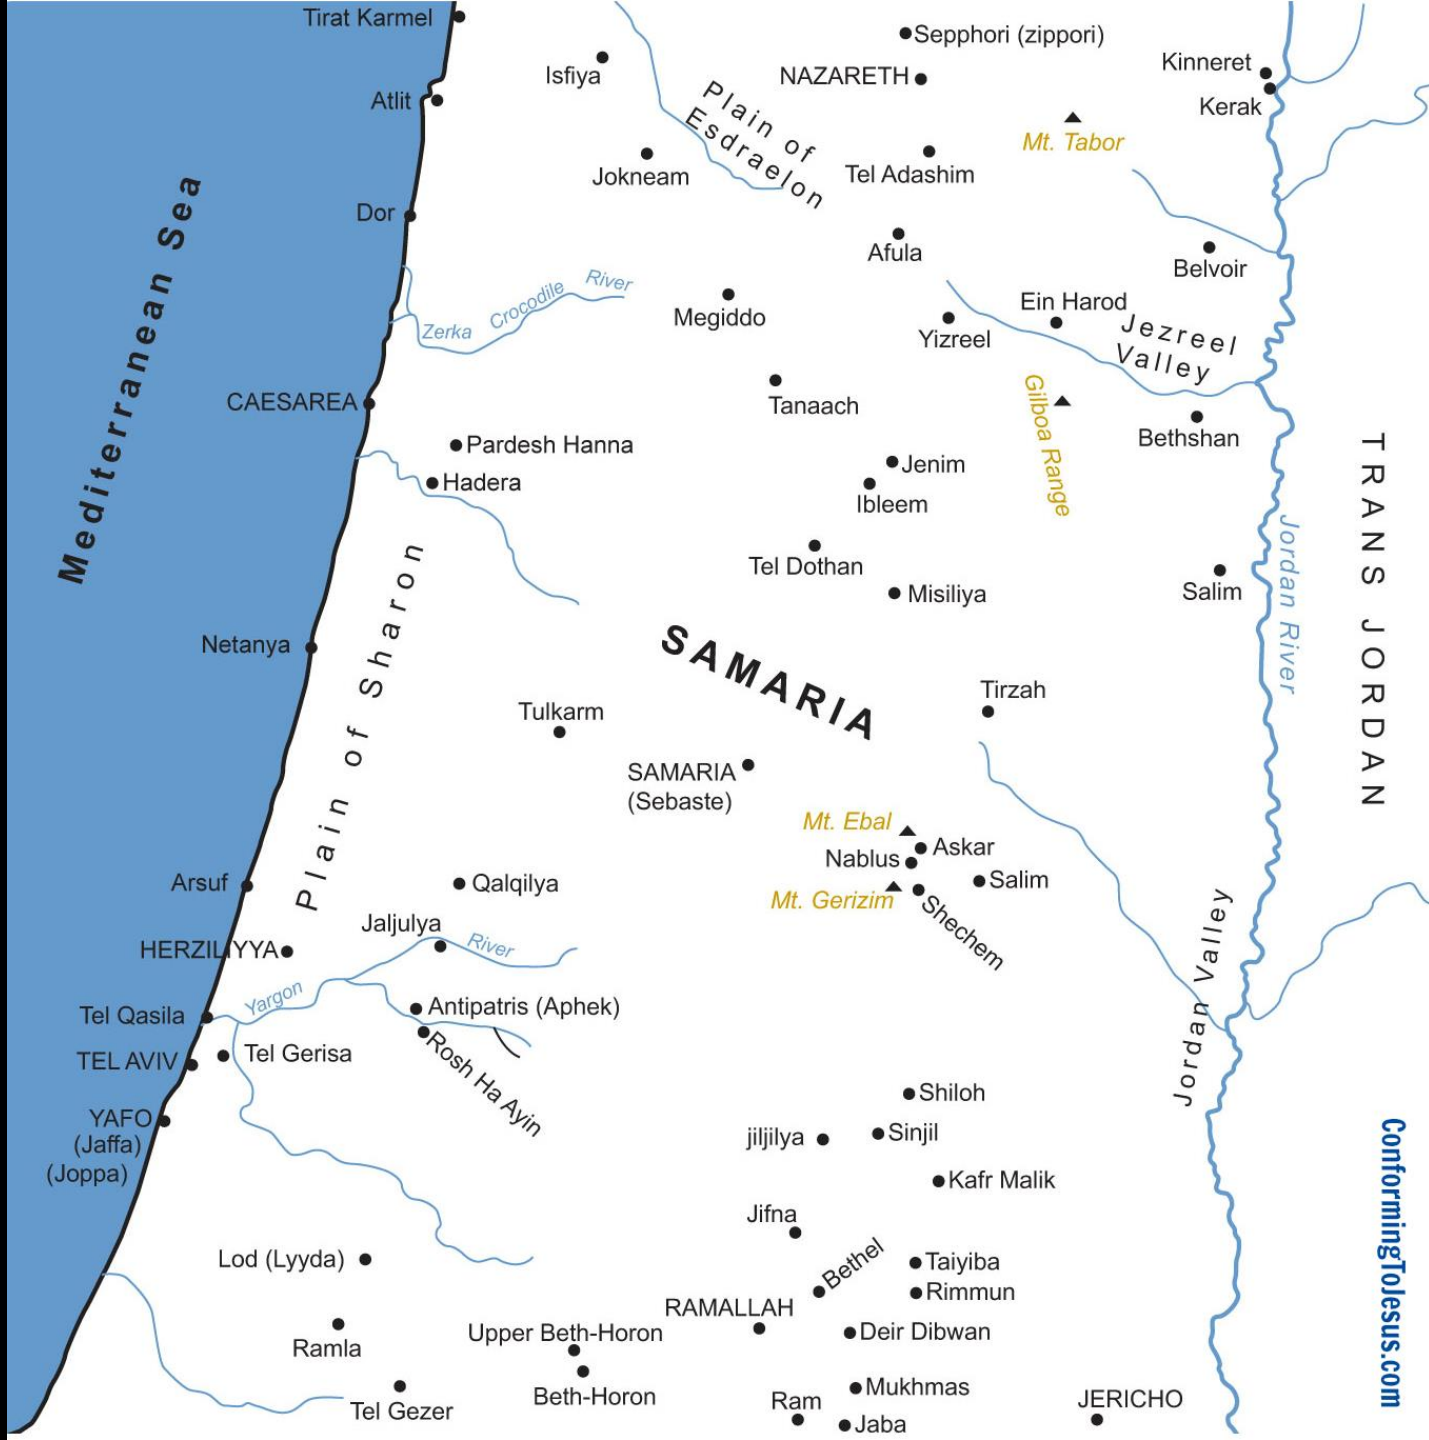 Tirat Karmel
Sepphori (zippori)
Isfiya
NAZARETH
Kinneret
Atlit
Kerak
Plain of
Esdraelon
Mt. Tabor
Jokneam
Tel Adashim
Dor
Mediterranean Sea
Afula
Belvoir
Zerka Crocodile River
Megiddo
Ein Harod
Yizreel
Jezreel
Valley
CAESAREA
Tanaach
Gilboa Range
Bethshan
Pardesh Hanna
Hadera
Jenim
Ibleem
TRANS JORDAN
Jordan River
Tel Dothan
Misiliya
Salim
Plain of Sharon
Netanya
SAMARIA
Tirzah
Tulkarm
SAMARIA
(Sebaste)
Mt. Ebal
Askar
Nablus
Arsuf
Qalqilya
Salim
Mt. Gerizim
Shechem
Jaljulya
River
HERZILIYYA
Jordan Valley
Yargon
Tel Qasila
Antipatris (Aphek)
Rosh Ha Ayin
TEL AVIV
Tel Gerisa
YAFO
(Jaffa)
(Joppa)
Shiloh
jiljilya
Sinjil
Kafr Malik
Jifna
Lod (Lyyda)
Bethel
Taiyiba
Rimmun
RAMALLAH
Ramla
Upper Beth-Horon
Deir Dibwan
Beth-Horon
Tel Gezer
Mukhmas
Ram
Jaba
JERICHO
ConformingToJesus.com